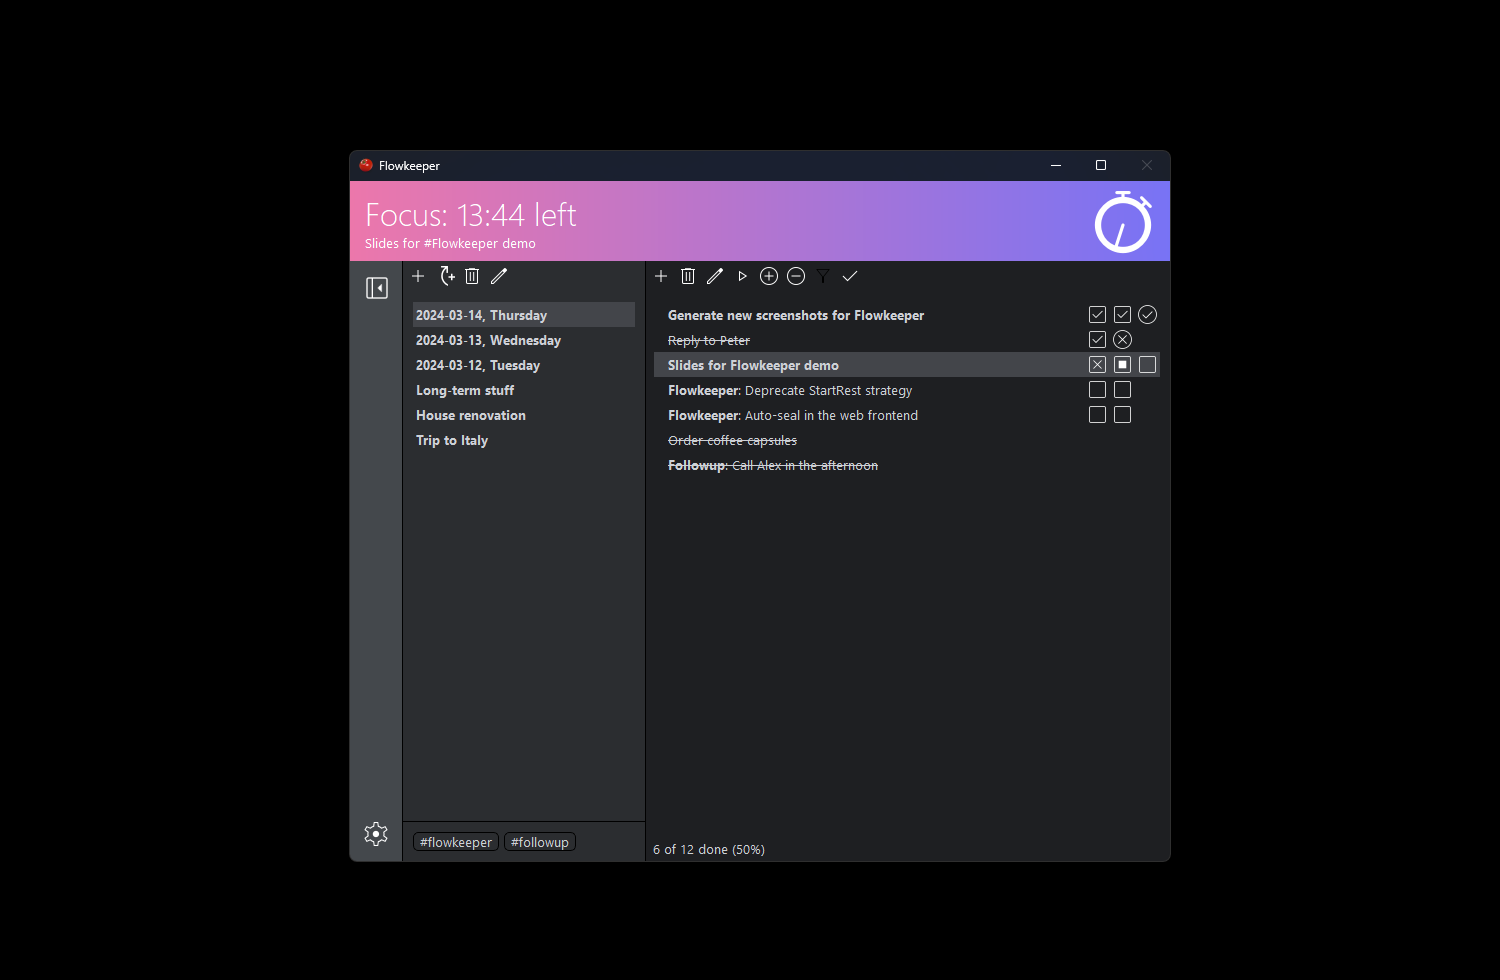 Flowkeeper
Focus: 13:44 left
Slides for #Flowkeeper demo
2024-03-14, Thursday
2024-03-13, Wednesday
2024-03-12, Tuesday
Long-term stuff
House renovation
Trip to Italy
#flowkeeper #followup
Generate new screenshots for Flowkeeper
Reply to Peter
Slides for Flowkeeper demo
Flowkeeper: Deprecate StartRest strategy
Flowkeeper: Auto-seal in the web frontend
Order coffee capsules
Followup: Call Alex in the afternoon
6 of 12 done (50%)